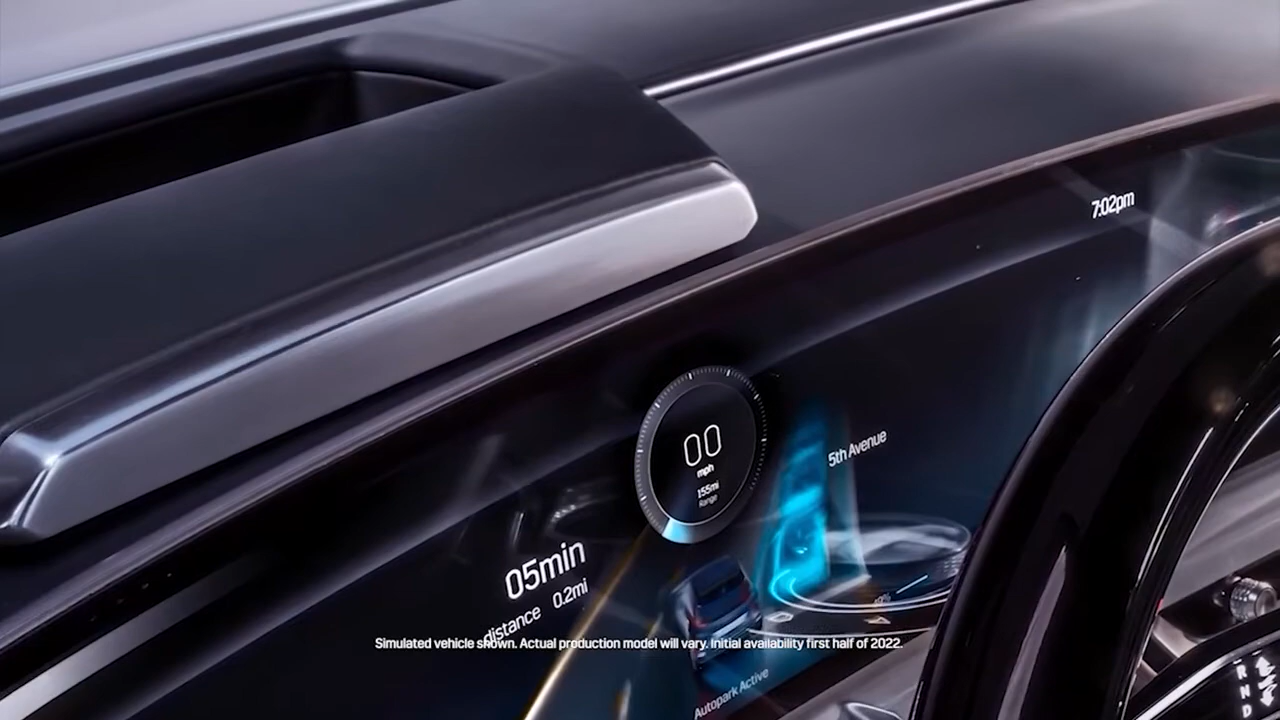 7:02pm
00
mph
155mi
Range
5th Avenue
05min
distance 0.2mi
Simulated vehicle shown. Actual production model will vary. Initial availability first half of 2022.
Autopark Active
R
N
D